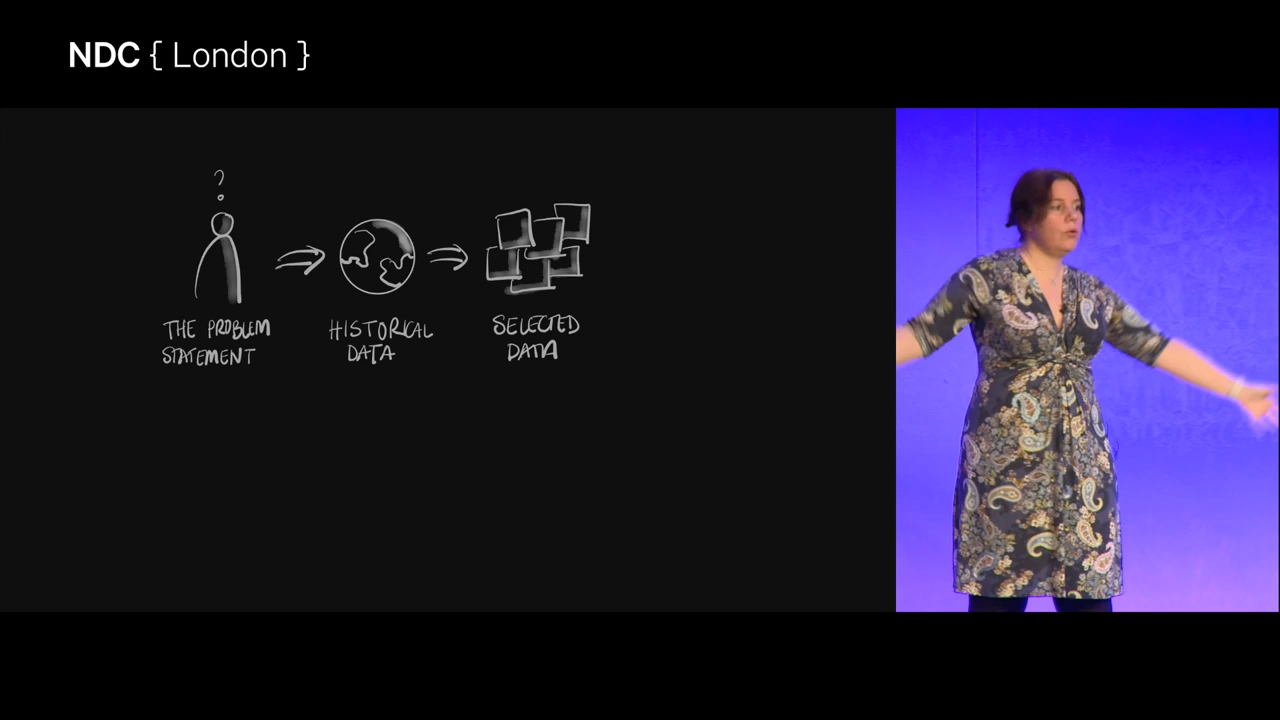 NDC { London }
?
THE PROBLEM
STATEMENT
HISTORICAL
DATA
SELECTED
DATA